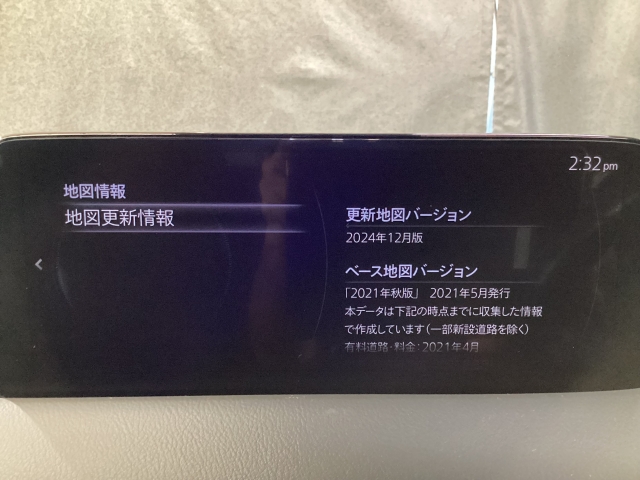 2:32pm
地図情報
地図更新情報
更新地図バージョン
2024年12月版
ベース地図バージョン
「2021年秋版」 2021年5月発行
本データは下記の時点までに収集した情報
で作成しています(一部新設道路を除く)
有料道路・料金:2021年4月